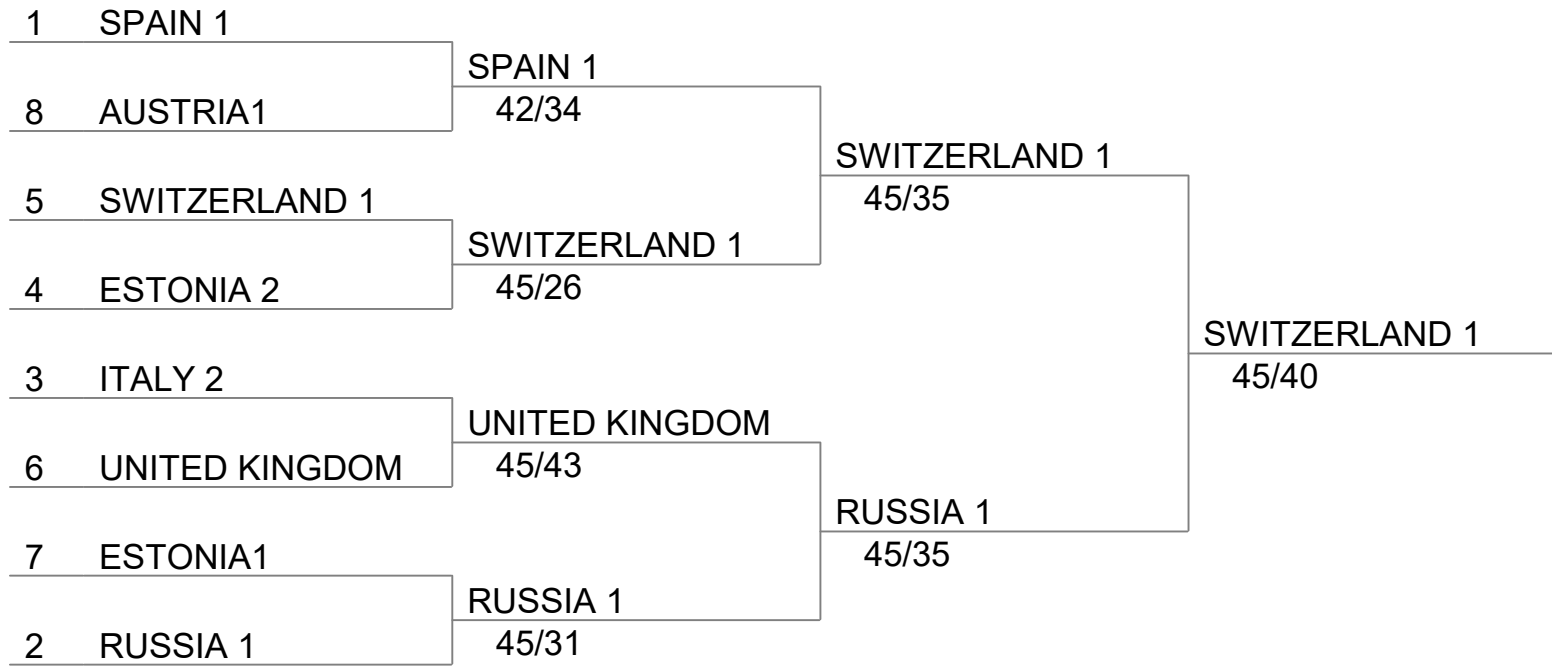 1 SPAIN 1
SPAIN 1
8 AUSTRIA1
42/34
SWITZERLAND 1
5 SWITZERLAND 1
45/35
SWITZERLAND 1
4 ESTONIA 2
45/26
SWITZERLAND 1
3 ITALY 2
45/40
UNITED KINGDOM
6 UNITED KINGDOM
45/43
RUSSIA 1
7 ESTONIA1
45/35
RUSSIA 1
2 RUSSIA 1
45/31